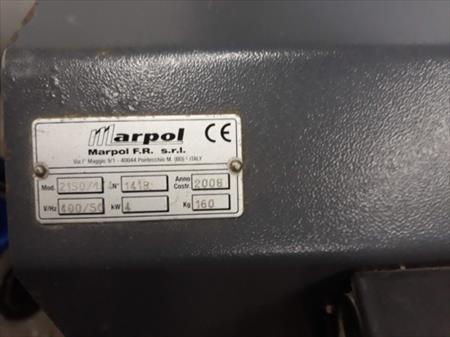 Marpol CE
Marpol F.R. s.r.l.
Via I° Maggio 9/1 - 40044 Pontecchio M. (BO) - ITALY
Mod. 2150/4 N° 1418 Anno Costr. 2008
V/Hz 400/50 kW 4 Kg 160